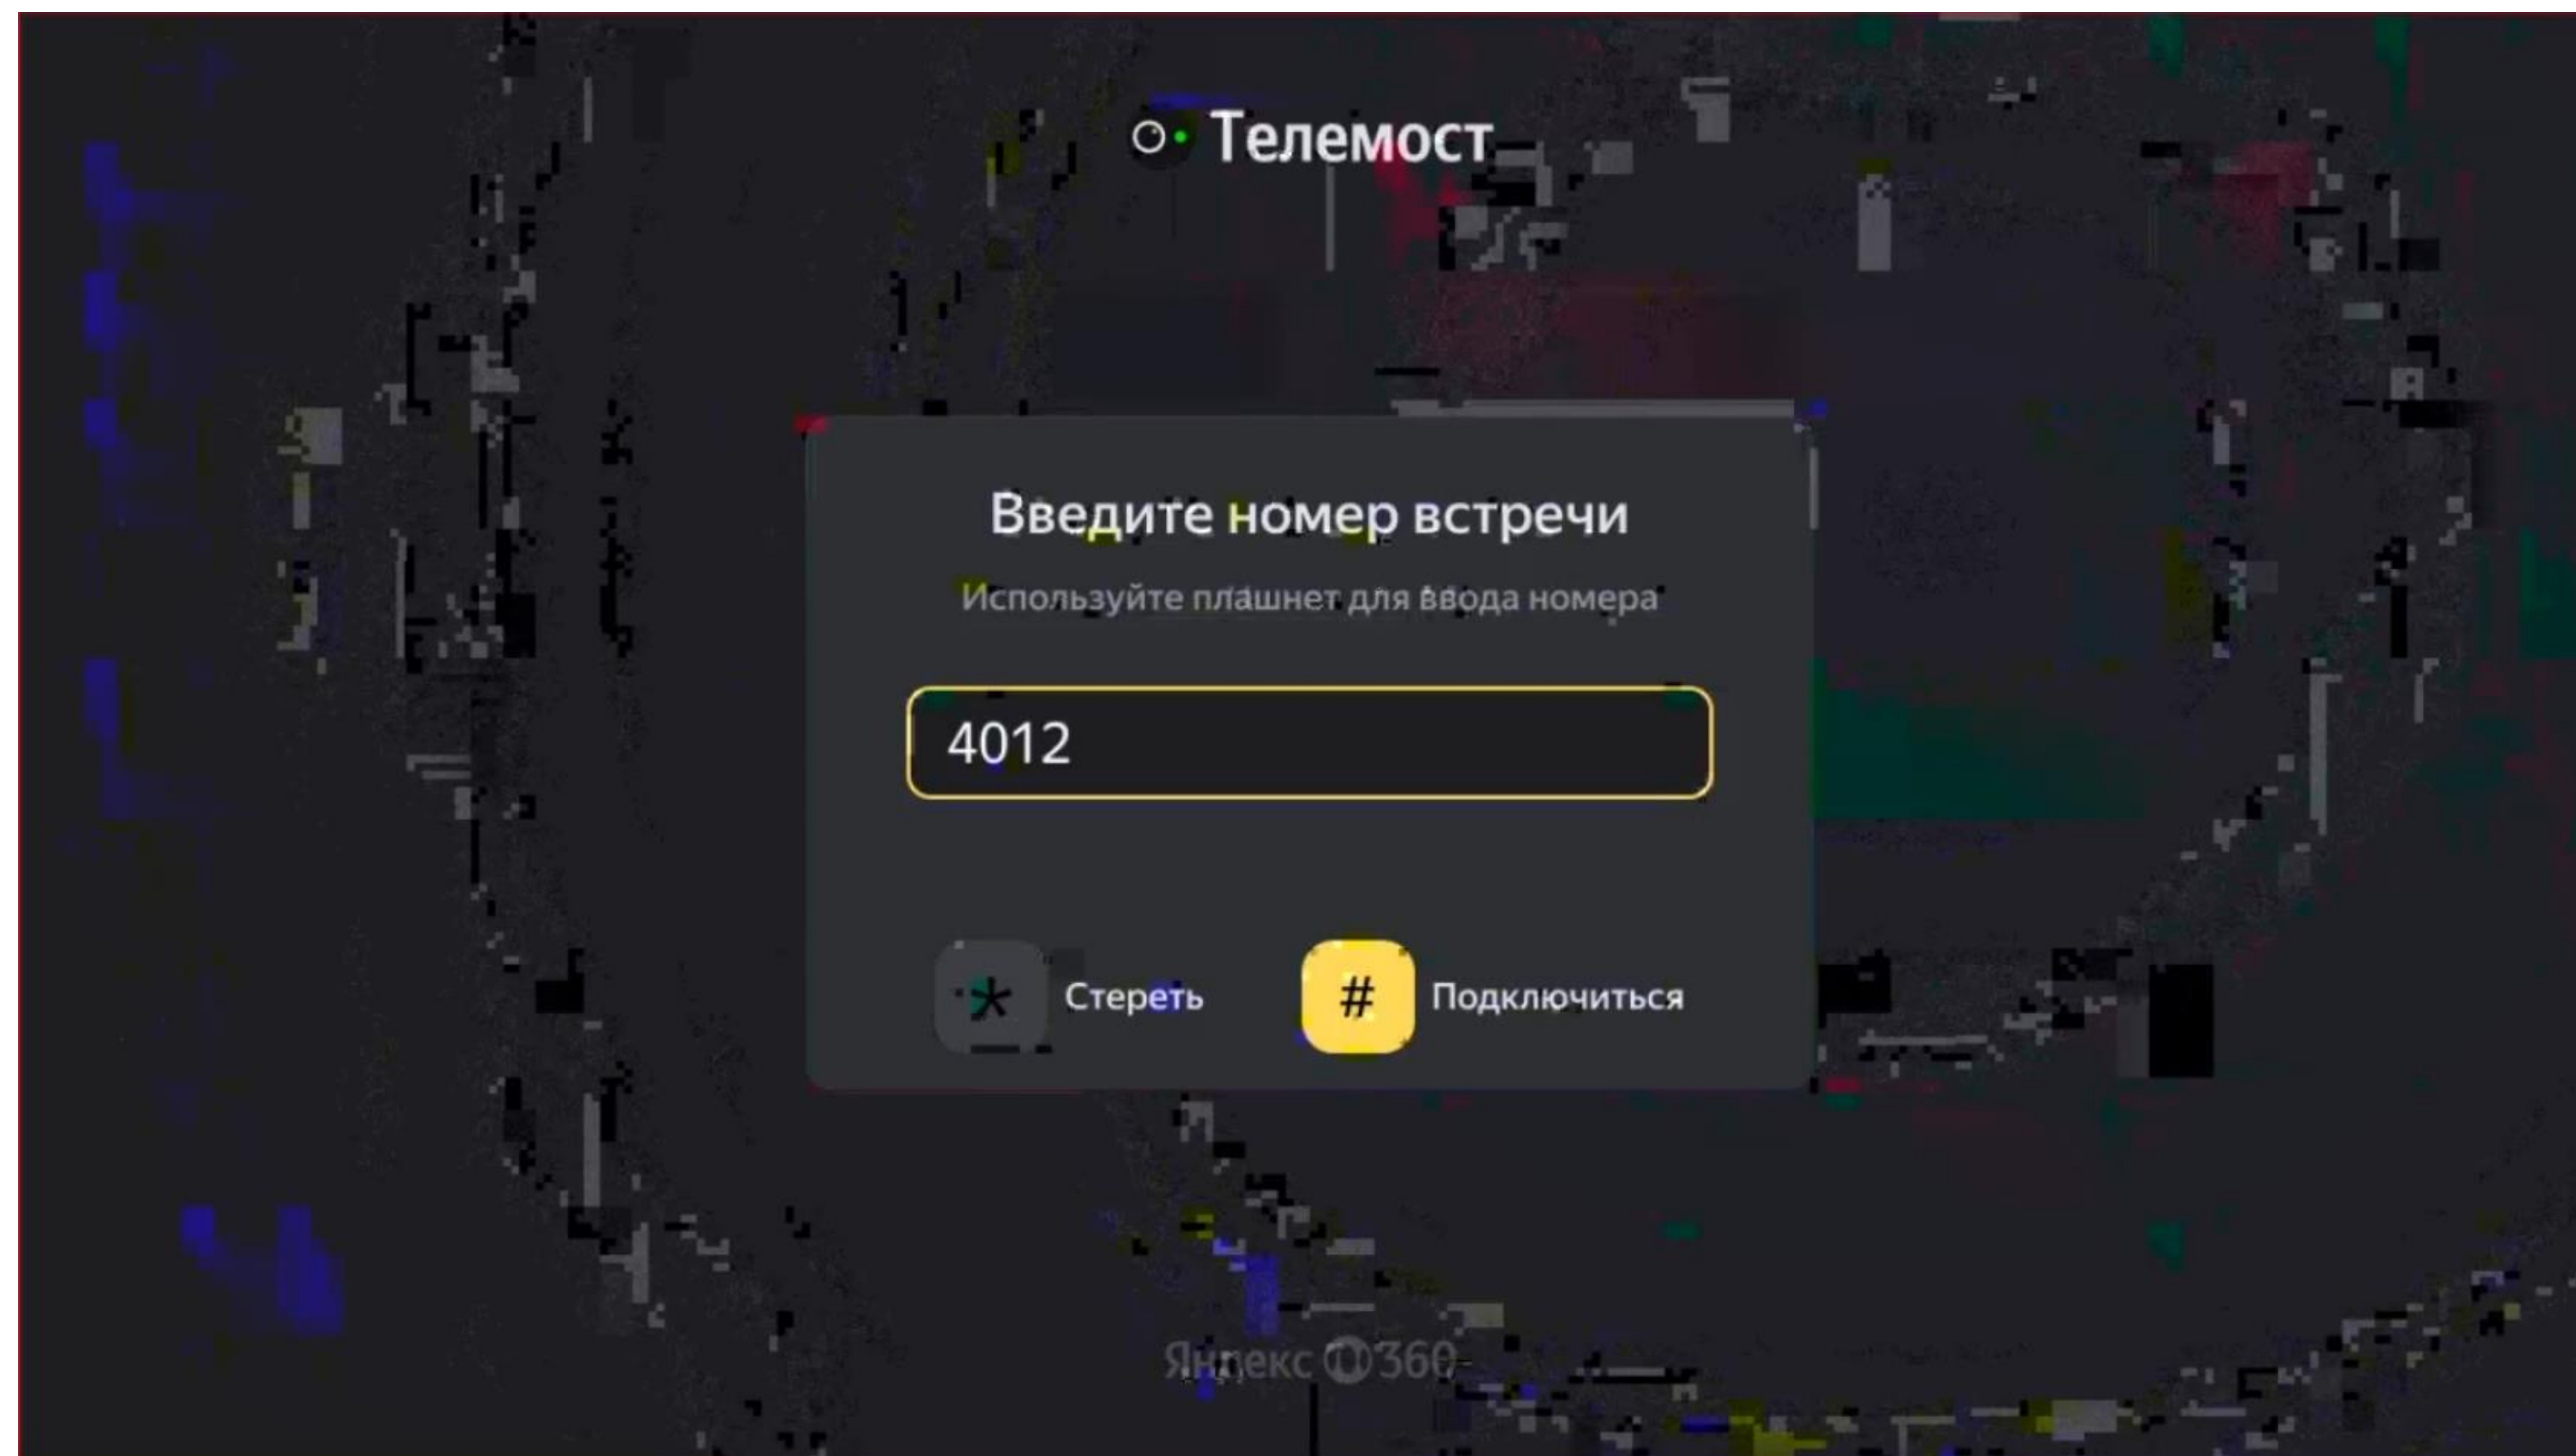 Телемост
Введите номер встречи
Используйте плашнет для ввода номера
4012
* Стереть
# Подключиться
Яндекс 360